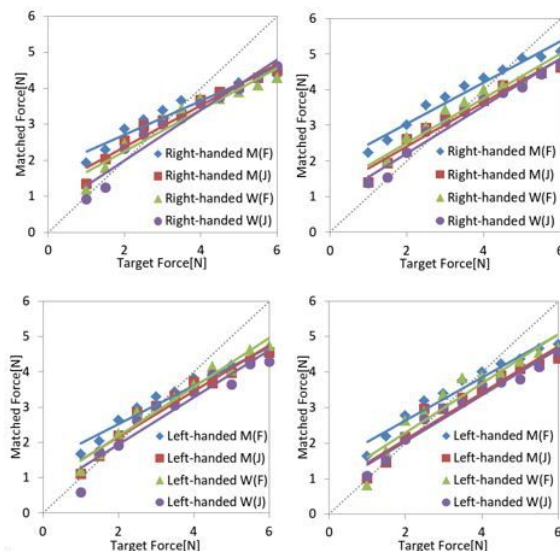 6
5
4
3
2
1
0
Matched Force[N]
Right-handed M(F)
Right-handed M(J)
Right-handed W(F)
Right-handed W(J)
0 2 4 6
Target Force[N]
6
5
4
3
2
1
0
Matched Force[N]
Right-handed M(F)
Right-handed M(J)
Right-handed W(F)
Right-handed W(J)
0 2 4 6
Target Force[N]
6
5
4
3
2
1
0
Matched Force[N]
Left-handed M(F)
Left-handed M(J)
Left-handed W(F)
Left-handed W(J)
0 2 4 6
Target Force[N]
6
5
4
3
2
1
0
Matched Force[N]
Left-handed M(F)
Left-handed M(J)
Left-handed W(F)
Left-handed W(J)
0 2 4 6
Target Force[N]